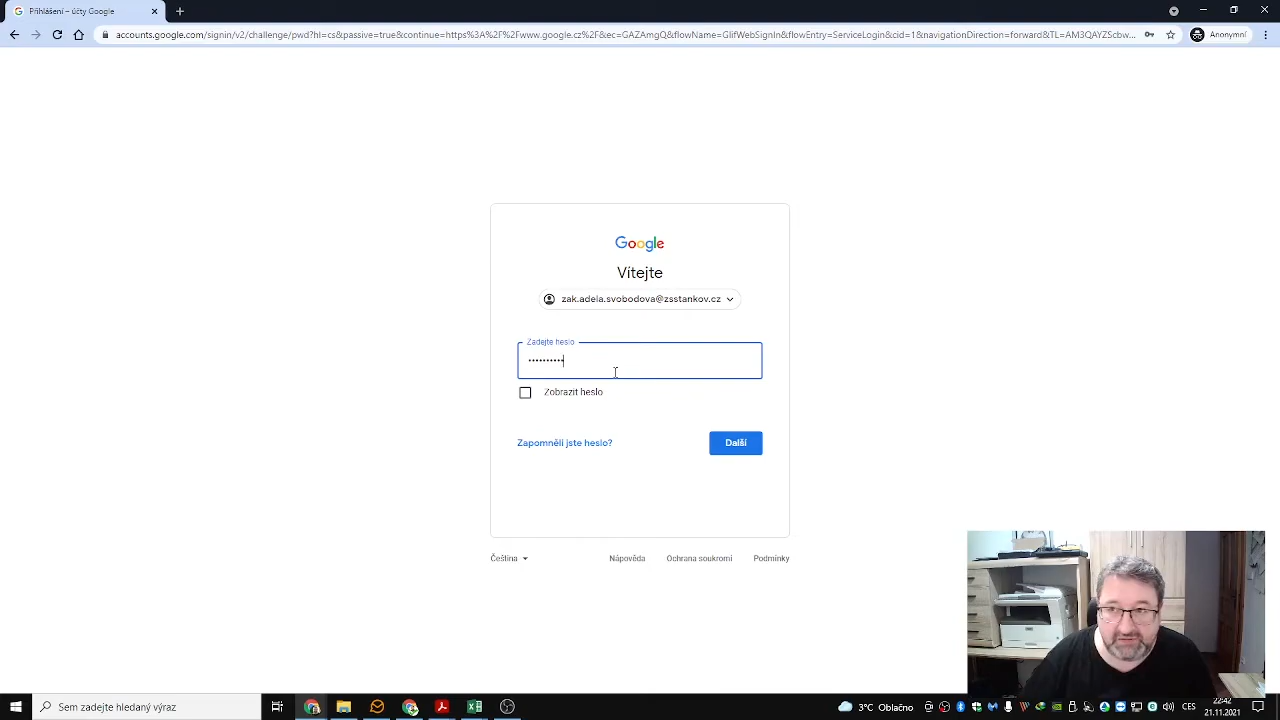 Přihlášení – účty Google
accounts.google.com/signin/v2/challenge/pwd?hl=cs&passive=true&continue=https%3A%2F%2Fwww.google.cz%2F&ec=GAZAmgQ&flowName=GlifWebSignIn&flowEntry=ServiceLogin&cid=1&navigationDirection=forward&TL=AM3QAYZScbw...
Anonymní
Google
Vítejte
zak.adela.svobodova@zsstankov.cz
Zadejte heslo
Zobrazit heslo
Zapomněli jste heslo?
Další
Čeština
Nápověda
Ochrana soukromí
Podmínky
Sem zadejte hledaný výraz
3°C Oblačno
CES
22:42
21.11.2021